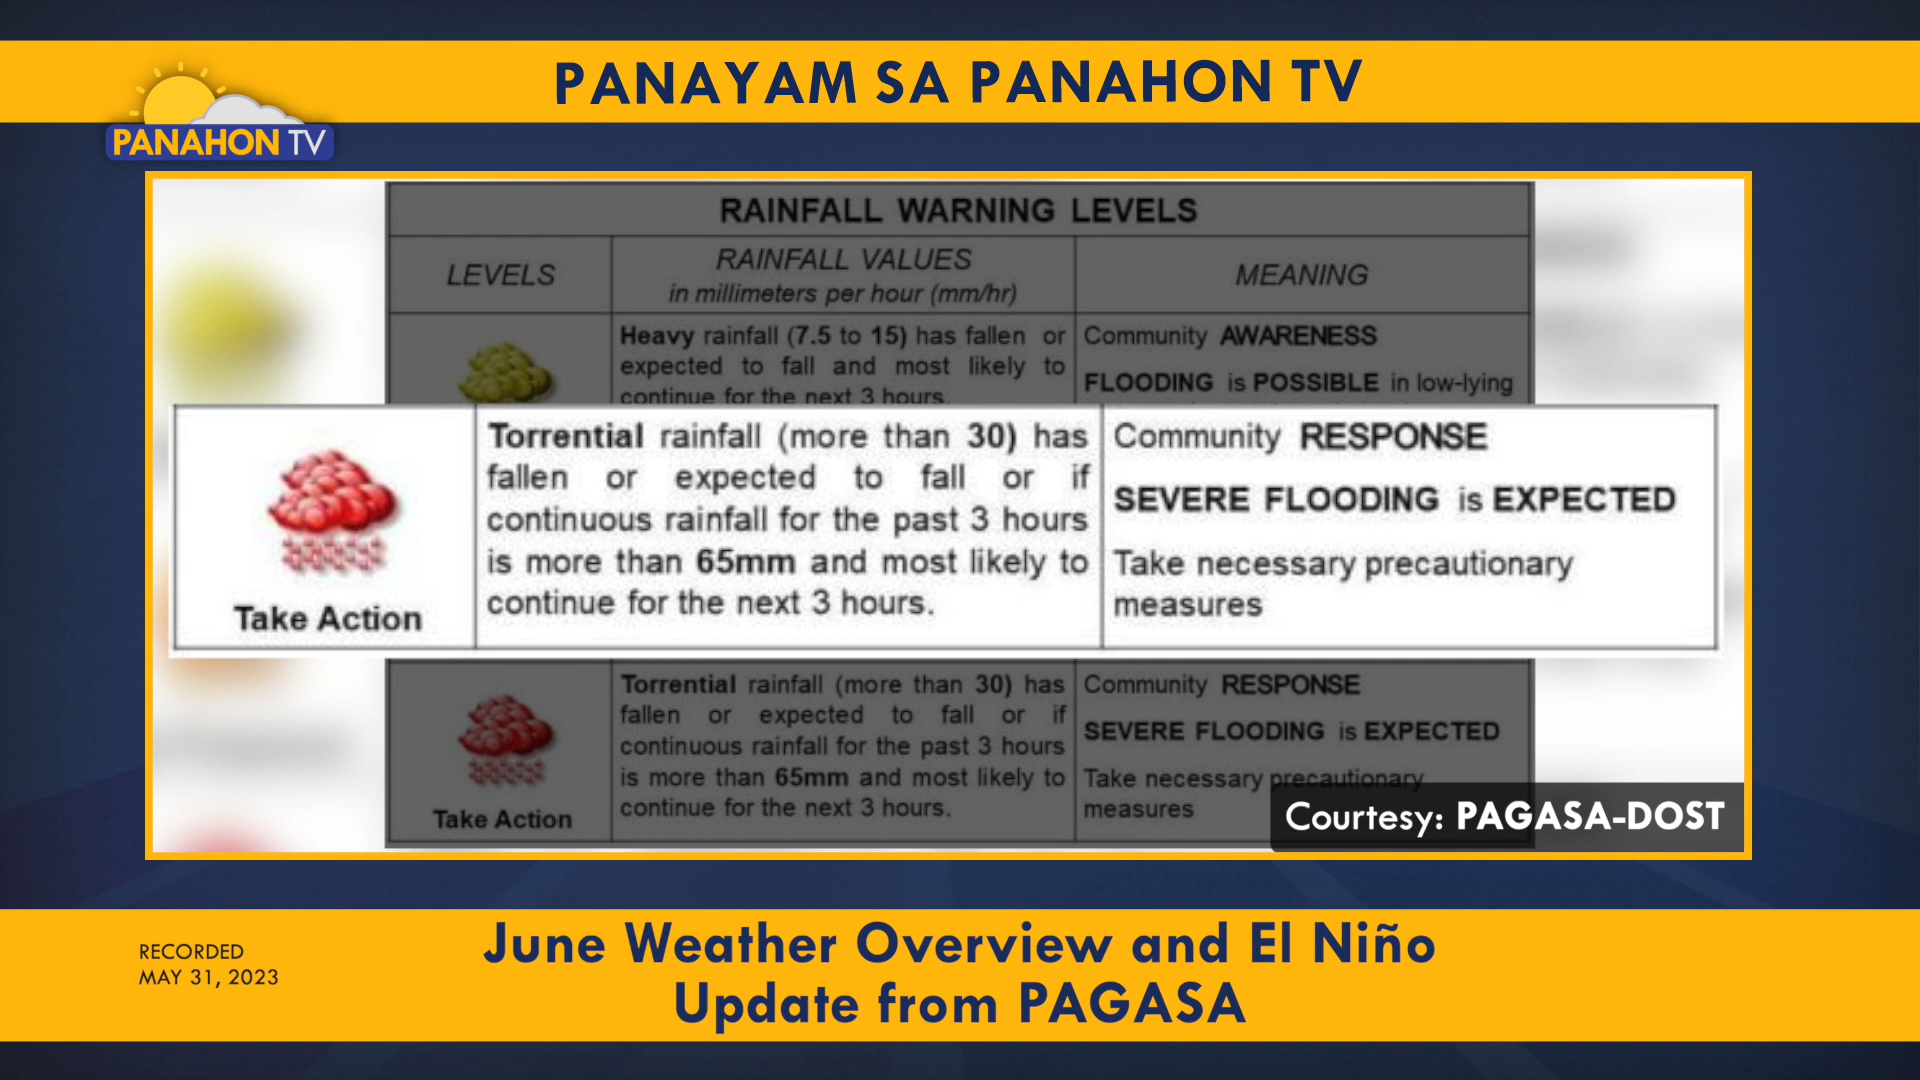 PANAYAM SA PANAHON TV
PANAHON TV
RAINFALL WARNING LEVELS
LEVELS
RAINFALL VALUES
in millimeters per hour (mm/hr)
MEANING
Heavy rainfall (7.5 to 15) has fallen or
expected to fall and most likely to
continue for the next 3 hours.
Community AWARENESS
FLOODING is POSSIBLE in low-lying
Take Action
Torrential rainfall (more than 30) has
fallen or expected to fall or if
continuous rainfall for the past 3 hours
is more than 65mm and most likely to
continue for the next 3 hours.
Community RESPONSE
SEVERE FLOODING is EXPECTED
Take necessary precautionary
measures
Take Action
Torrential rainfall (more than 30) has
fallen or expected to fall or if
continuous rainfall for the past 3 hours
is more than 65mm and most likely to
continue for the next 3 hours.
Community RESPONSE
SEVERE FLOODING is EXPECTED
Take necessary precautionary
measures
Courtesy: PAGASA-DOST
RECORDED
MAY 31, 2023
June Weather Overview and El Niño
Update from PAGASA